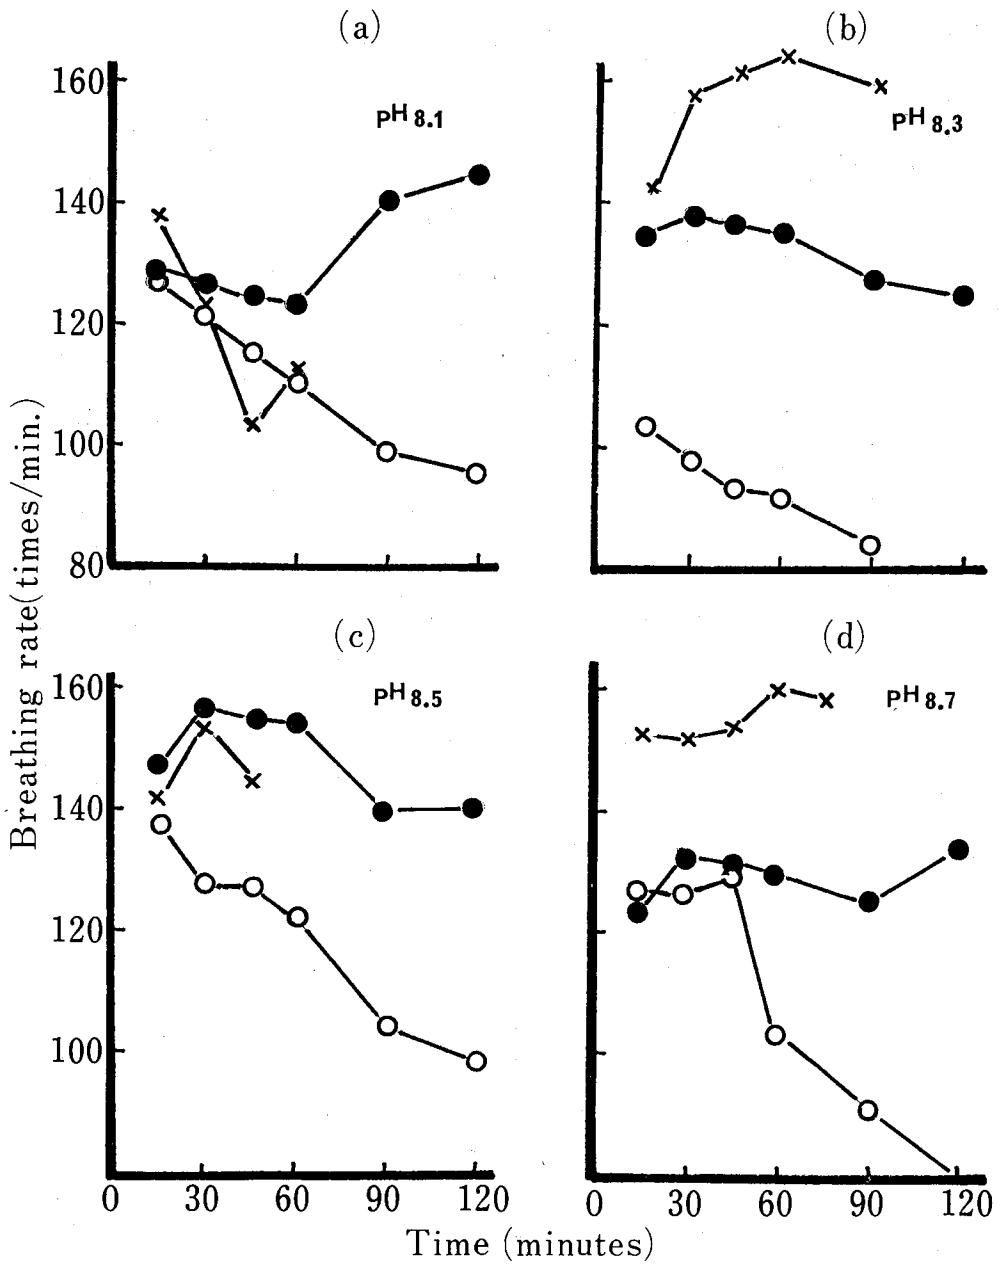 (a)
(b)
160
140
120
100
80
pH 8.1
pH 8.3
(c)
(d)
160
140
120
100
pH 8.5
pH 8.7
Breathing rate(times/min.)
0 30 60 90 120
0 30 60 90 120
Time (minutes)